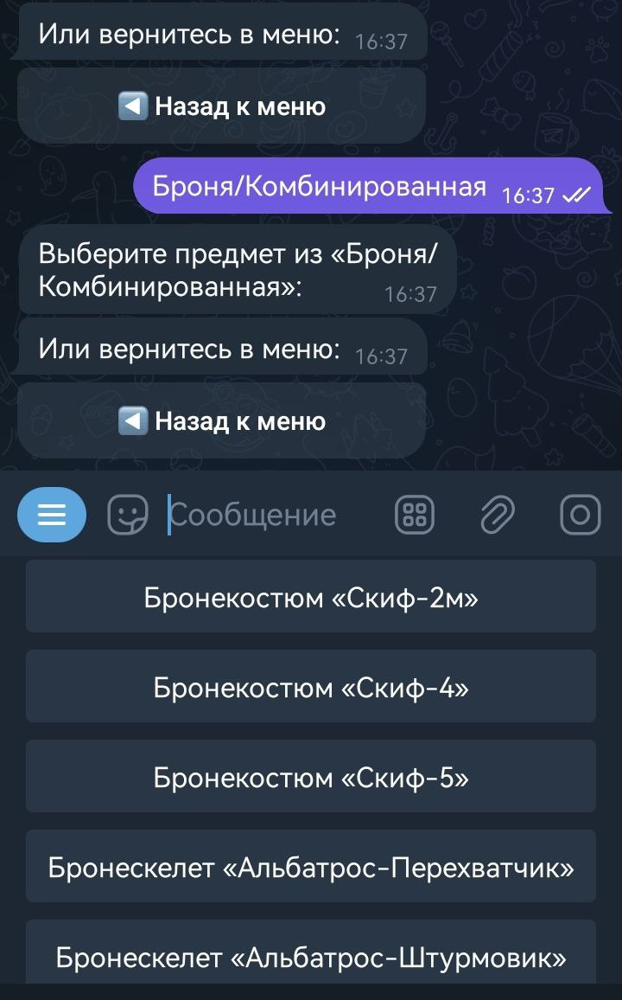 Или вернитесь в меню: 16:37
Назад к меню
Броня/Комбинированная 16:37
Выберите предмет из «Броня/
Комбинированная»: 16:37
Или вернитесь в меню: 16:37
Назад к меню
Сообщение
Бронекостюм «Скиф-2м»
Бронекостюм «Скиф-4»
Бронекостюм «Скиф-5»
Бронескелет «Альбатрос-Перехватчик»
Бронескелет «Альбатрос-Штурмовик»